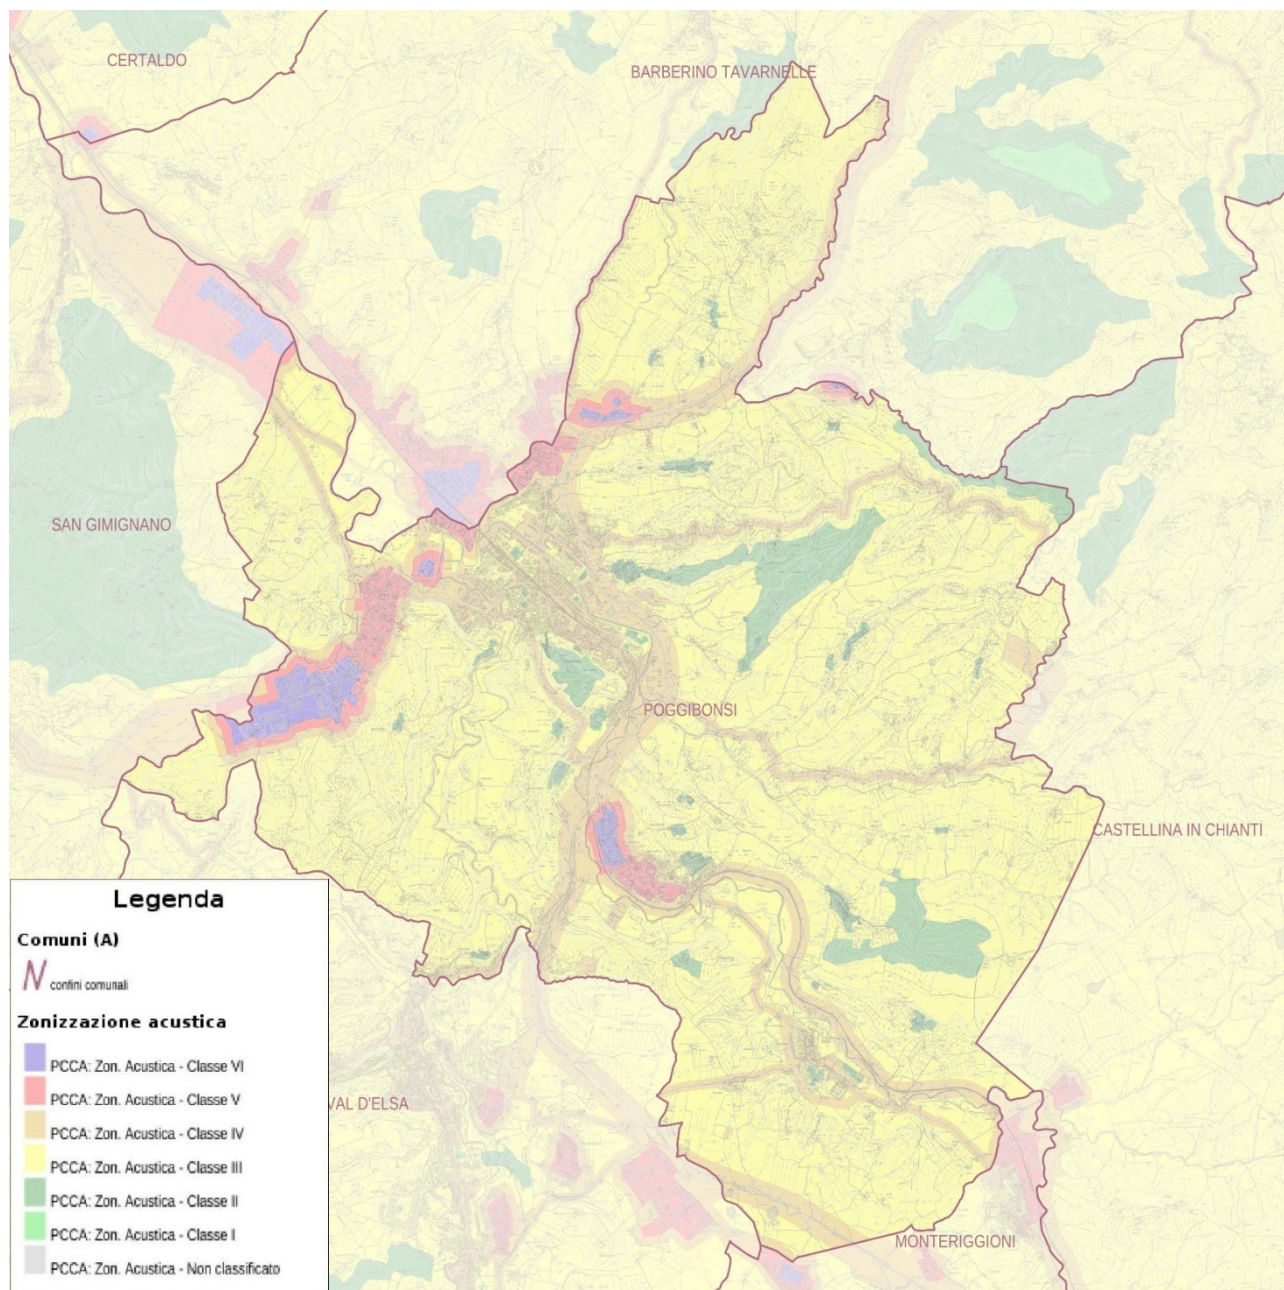 CERTALDO
BARBERINO TAVARNELLE
SAN GIMIGNANO
POGGIBONSI
CASTELLINA IN CHIANTI
VAL D'ELSA
MONTERIGGIONI
Legenda
Comuni (A)
confini comunali
Zonizzazione acustica
PCCA: Zon. Acustica - Classe VI
PCCA: Zon. Acustica - Classe V
PCCA: Zon. Acustica - Classe IV
PCCA: Zon. Acustica - Classe III
PCCA: Zon. Acustica - Classe II
PCCA: Zon. Acustica - Classe I
PCCA: Zon. Acustica - Non classificato